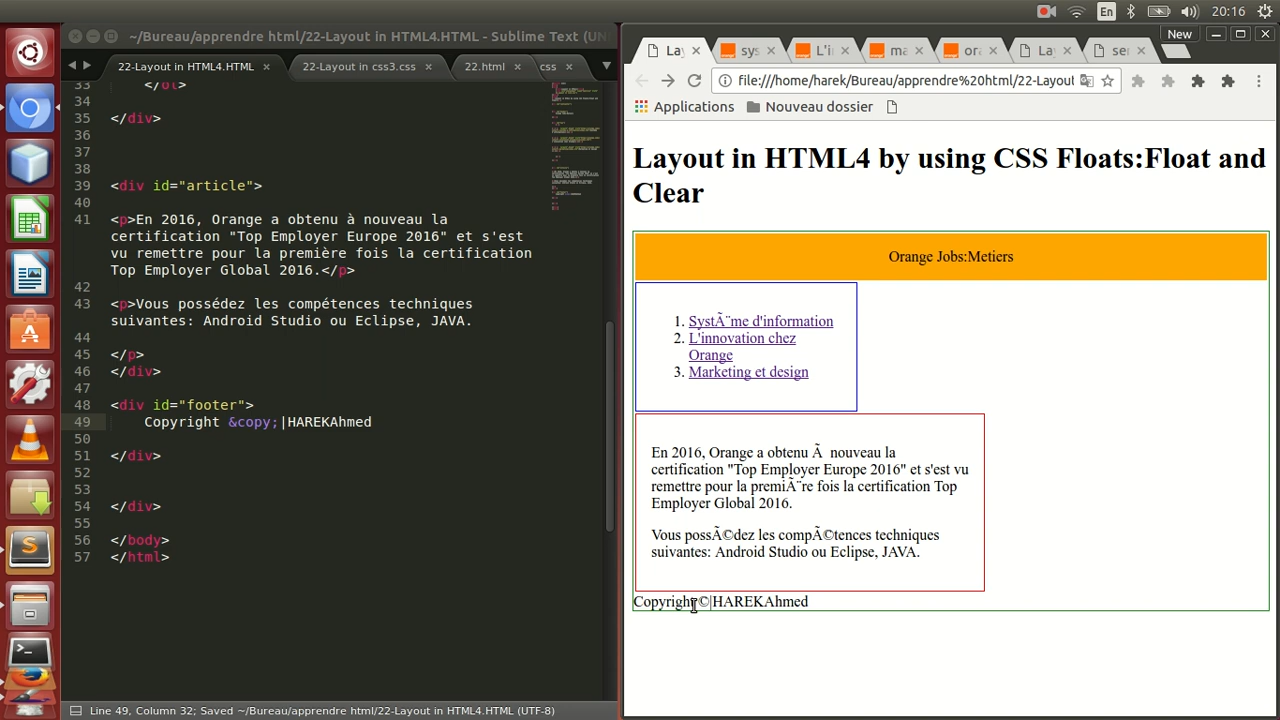 En
20:16
~/Bureau/apprendre html/22-Layout in HTML4.HTML - Sublime Text (UN
22-Layout in HTML4.HTML × 22-Layout in css3.css × 22.html × css ×
33 </ol>
34
35 </div>
36
37
38
39 <div id="article">
40
41 <p>En 2016, Orange a obtenu à nouveau la
certification "Top Employer Europe 2016" et s'est
vu remettre pour la première fois la certification
Top Employer Global 2016.</p>
42
43 <p>Vous possédez les compétences techniques
suivantes: Android Studio ou Eclipse, JAVA.
44
45 </p>
46 </div>
47
48 <div id="footer">
49 Copyright &copy;|HAREKAhmed
50
51 </div>
52
53
54 </div>
55
56 </body>
57 </html>
Line 49, Column 32; Saved ~/Bureau/apprendre html/22-Layout in HTML4.HTML (UTF-8)
New
Lay × sys × L'i × ma × ora × Lay × ser ×
file:///home/harek/Bureau/apprendre%20html/22-Layout
Applications Nouveau dossier
Layout in HTML4 by using CSS Floats:Float and
Clear
Orange Jobs:Metiers
1. SystÃ¨me d'information
2. L'innovation chez
Orange
3. Marketing et design
En 2016, Orange a obtenu Ã nouveau la
certification "Top Employer Europe 2016" et s'est vu
remettre pour la premiÃ¨re fois la certification Top
Employer Global 2016.
Vous possÃ©dez les compÃ©tences techniques
suivantes: Android Studio ou Eclipse, JAVA.
Copyright ©|HAREKAhmed